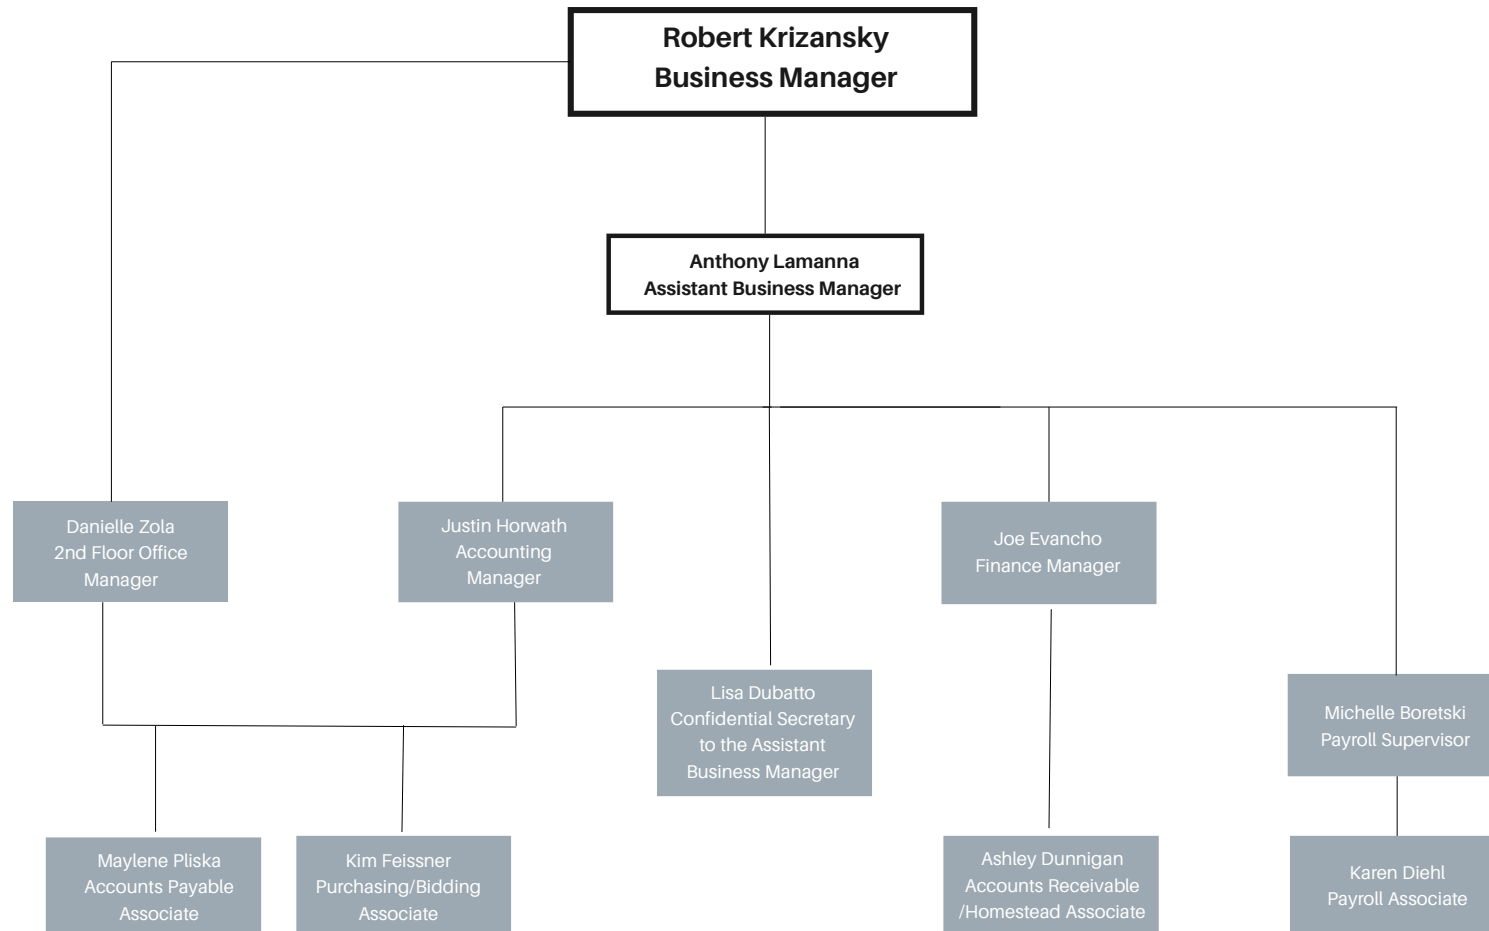 Robert Krizansky
Business Manager
Anthony Lamanna
Assistant Business Manager
Danielle Zola
2nd Floor Office
Manager
Justin Horwath
Accounting
Manager
Joe Evancho
Finance Manager
Lisa Dubatto
Confidential Secretary
to the Assistant
Business Manager
Michelle Boretski
Payroll Supervisor
Maylene Pliska
Accounts Payable
Associate
Kim Feissner
Purchasing/Bidding
Associate
Ashley Dunnigan
Accounts Receivable
/Homestead Associate
Karen Diehl
Payroll Associate